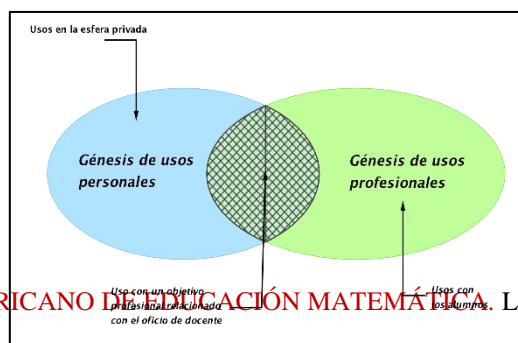 Usos en la esfera privada
Génesis de usos
personales
Génesis de usos
profesionales
Uso con un objetivo
profesional relacionado
con el oficio de docente
Usos con
los alumnos
RICANO DE EDUCACIÓN MATEMÁTICA. L